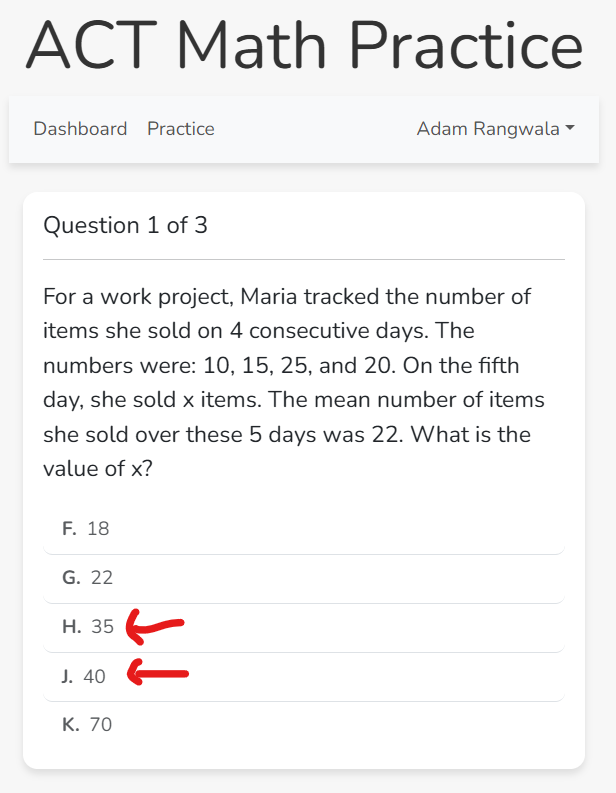 ACT Math Practice
Dashboard Practice Adam Rangwala
Question 1 of 3
For a work project, Maria tracked the number of
items she sold on 4 consecutive days. The
numbers were: 10, 15, 25, and 20. On the fifth
day, she sold x items. The mean number of items
she sold over these 5 days was 22. What is the
value of x?
F. 18
G. 22
H. 35
J. 40
K. 70